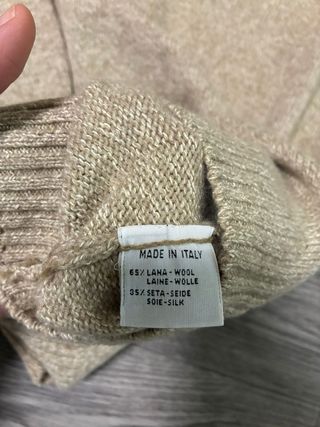 MADE IN ITALY
65% LANA-WOOL
LAINE-WOLLE
35% SETA-SEIDE
SOIE-SILK